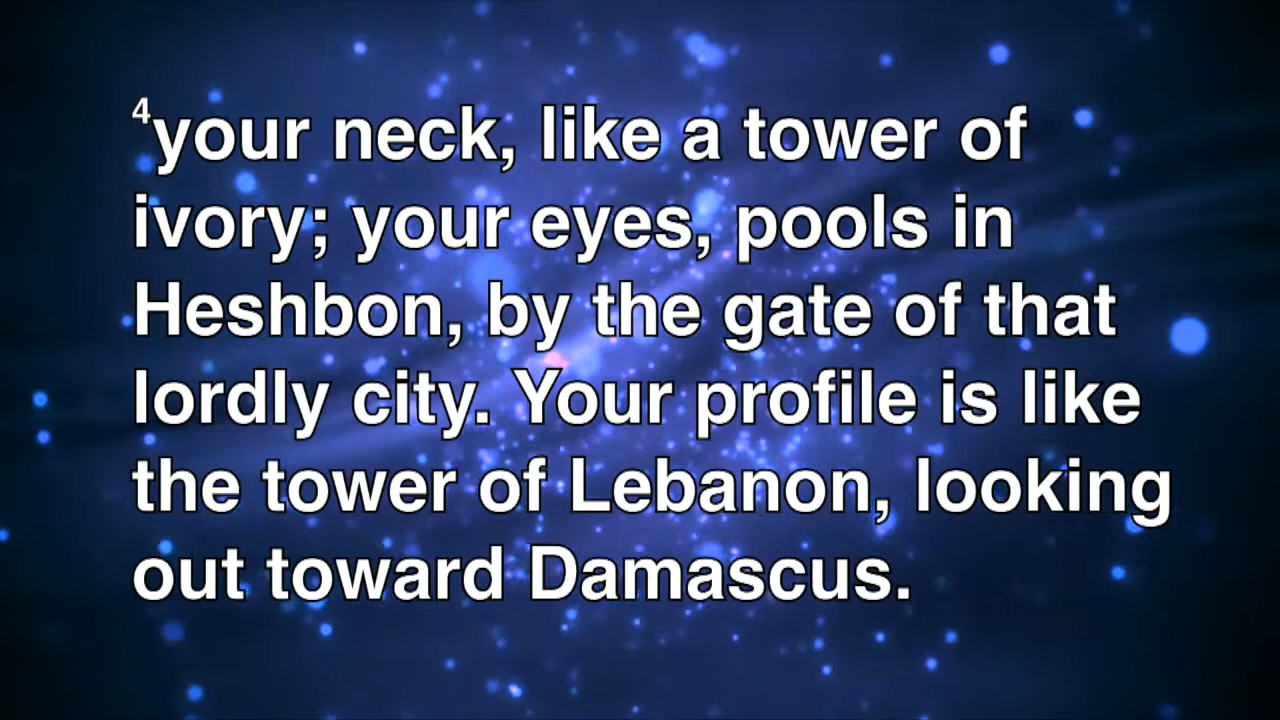 4your neck, like a tower of
ivory; your eyes, pools in
Heshbon, by the gate of that
lordly city. Your profile is like
the tower of Lebanon, looking
out toward Damascus.